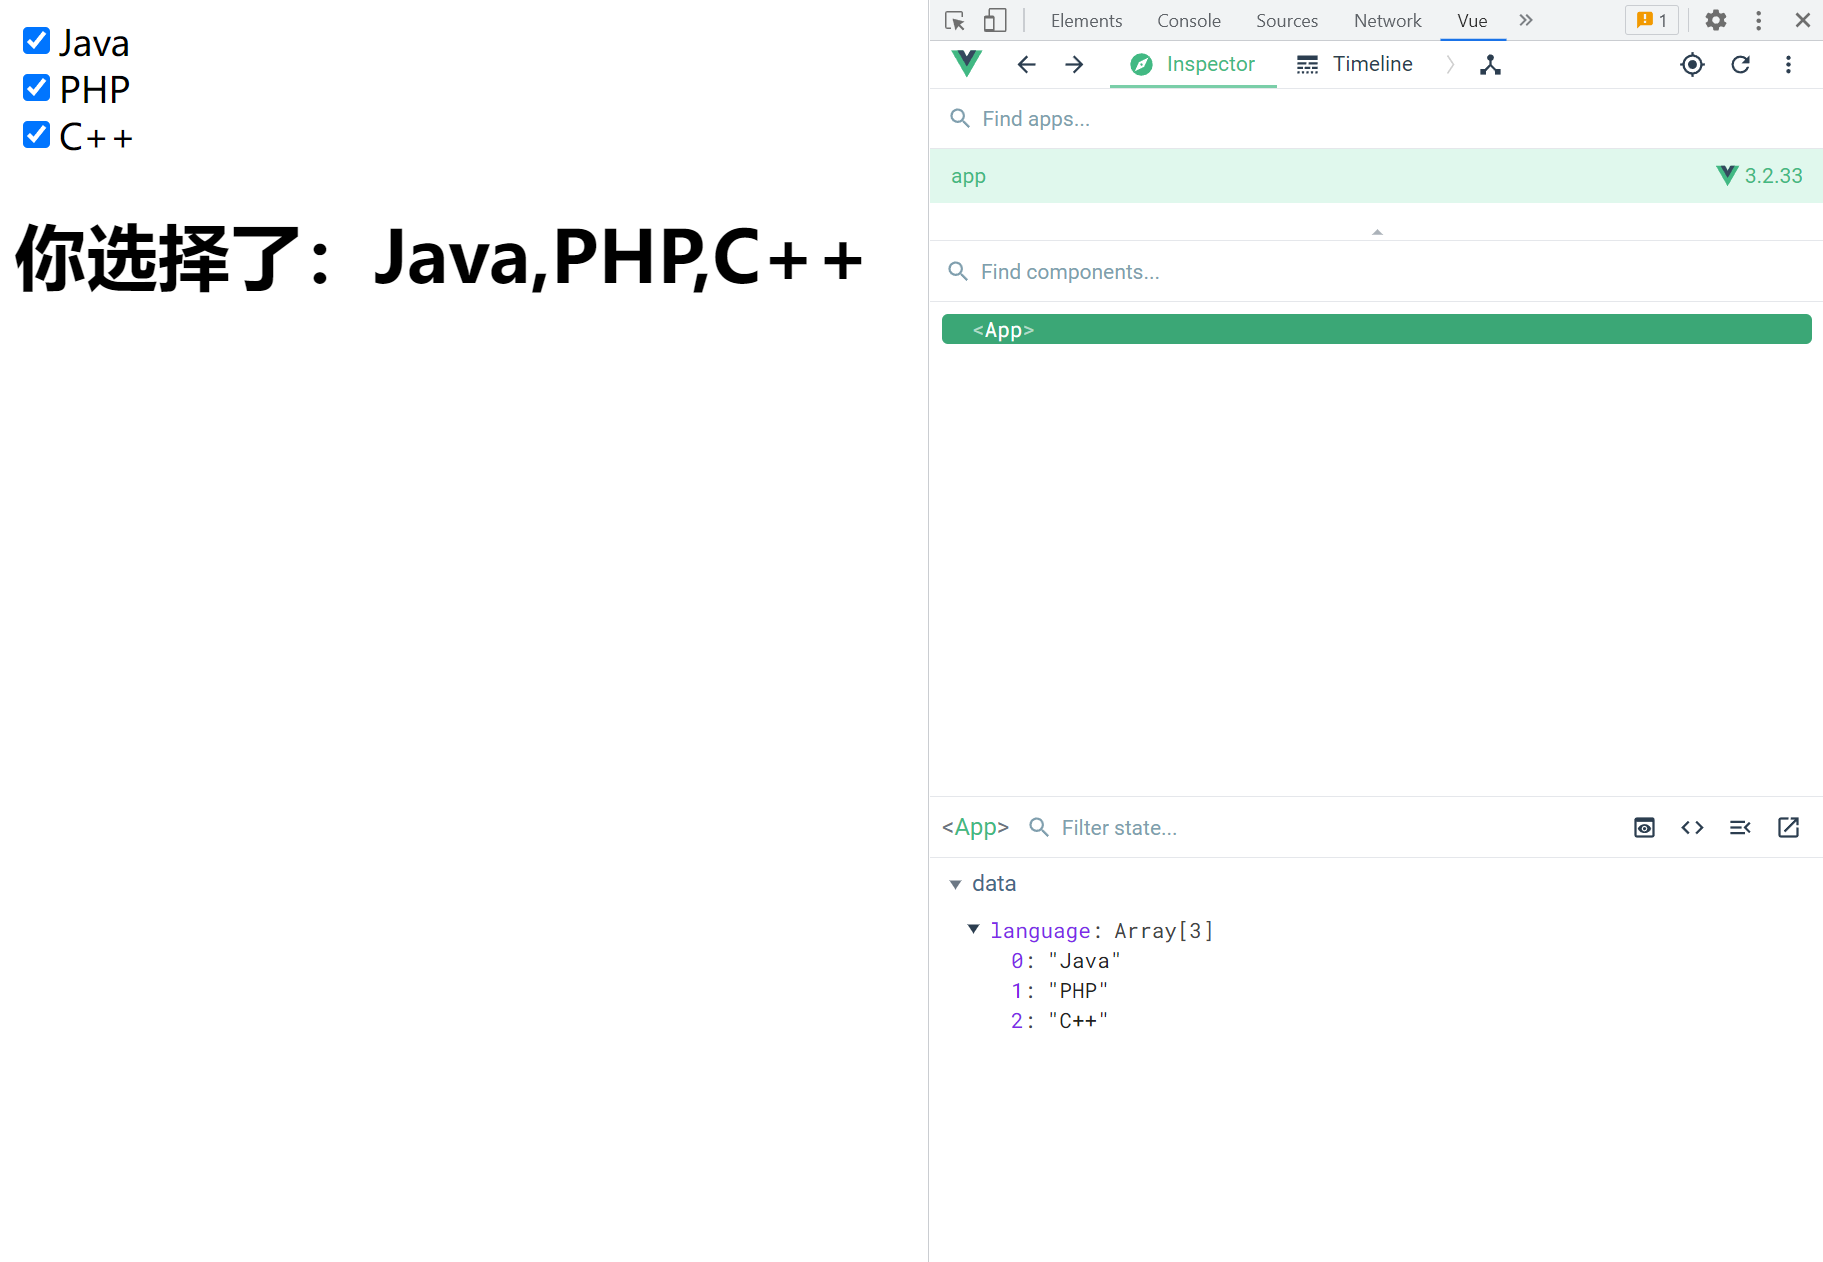 Java
PHP
C++
你选择了：Java,PHP,C++
Elements Console Sources Network Vue 1
Inspector Timeline
Find apps...
app 3.2.33
Find components...
<App>
<App> Filter state...
data
language: Array[3]
0: "Java"
1: "PHP"
2: "C++"